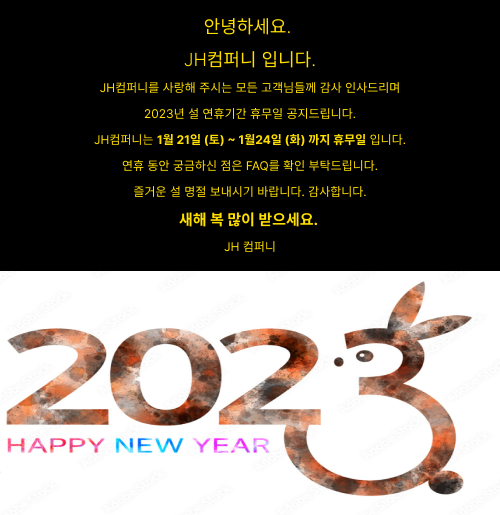 안녕하세요.
JH컴퍼니 입니다.
JH컴퍼니를 사랑해 주시는 모든 고객님들께 감사 인사드리며
2023년 설 연휴기간 휴무일 공지드립니다.
JH컴퍼니는 1월 21일 (토) ~ 1월24일 (화) 까지 휴무일 입니다.
연휴 동안 궁금하신 점은 FAQ를 확인 부탁드립니다.
즐거운 설 명절 보내시기 바랍니다. 감사합니다.
새해 복 많이 받으세요.
JH 컴퍼니
2023
HAPPY NEW YEAR